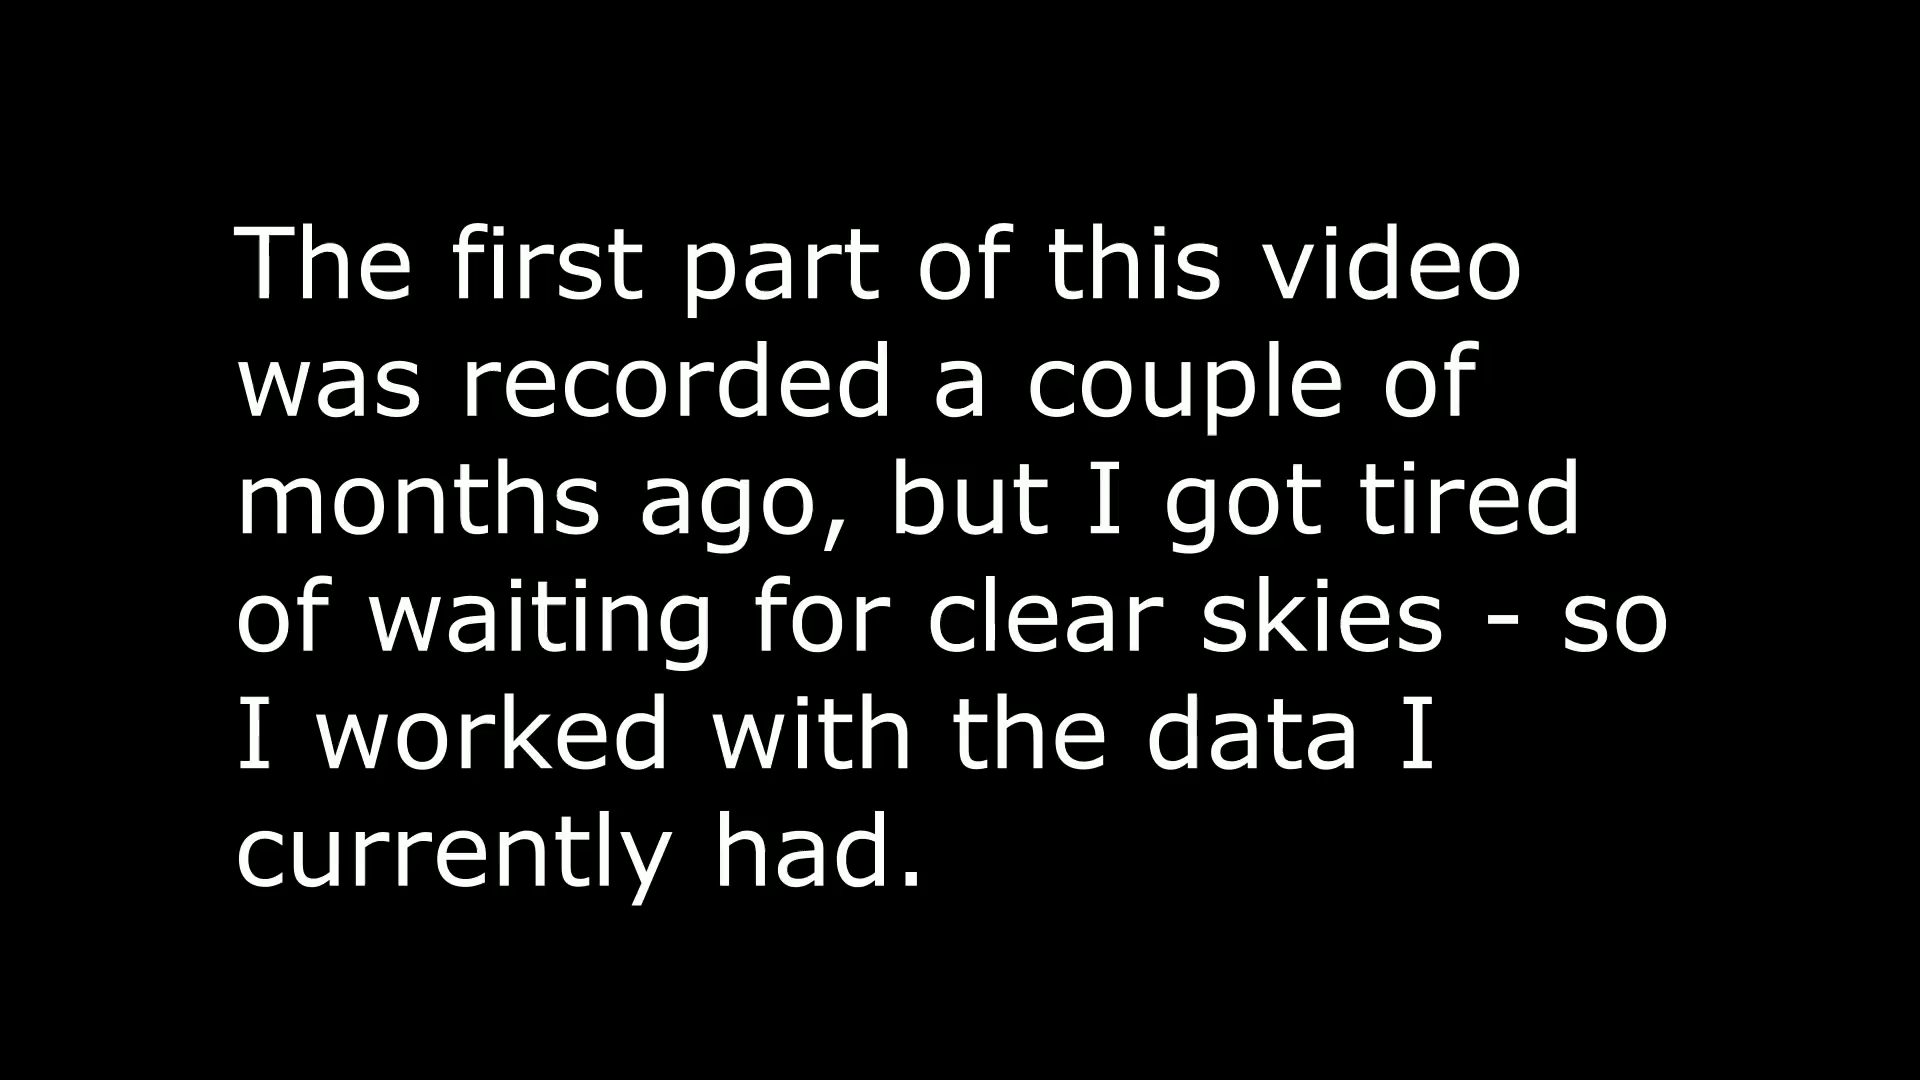 The first part of this video
was recorded a couple of
months ago, but I got tired
of waiting for clear skies - so
I worked with the data I
currently had.